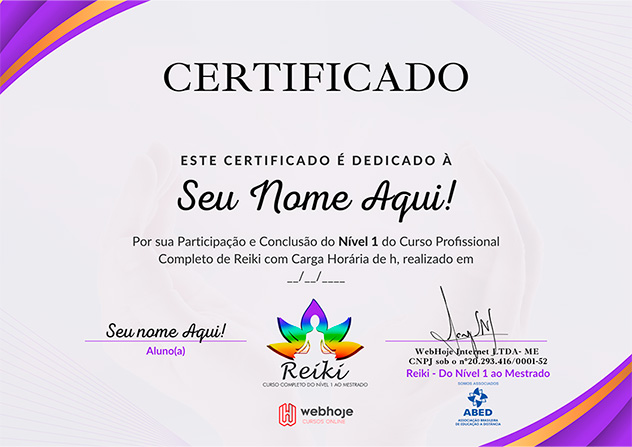 CERTIFICADO
ESTE CERTIFICADO É DEDICADO À
Seu Nome Aqui!
Por sua Participação e Conclusão do Nível 1 do Curso Profissional
Completo de Reiki com Carga Horária de h, realizado em
__/__/____
Seu nome Aqui!
Aluno(a)
Reiki
CURSO COMPLETO DO NÍVEL 1 AO MESTRADO
webhoje
CURSOS ONLINE
WebHoje Internet LTDA- ME
CNPJ sob o nº20.293.416/0001-52
Reiki - Do Nível 1 ao Mestrado
SOMOS ASSOCIADOS
ABED
ASSOCIAÇÃO BRASILEIRA
DE EDUCAÇÃO A DISTÂNCIA